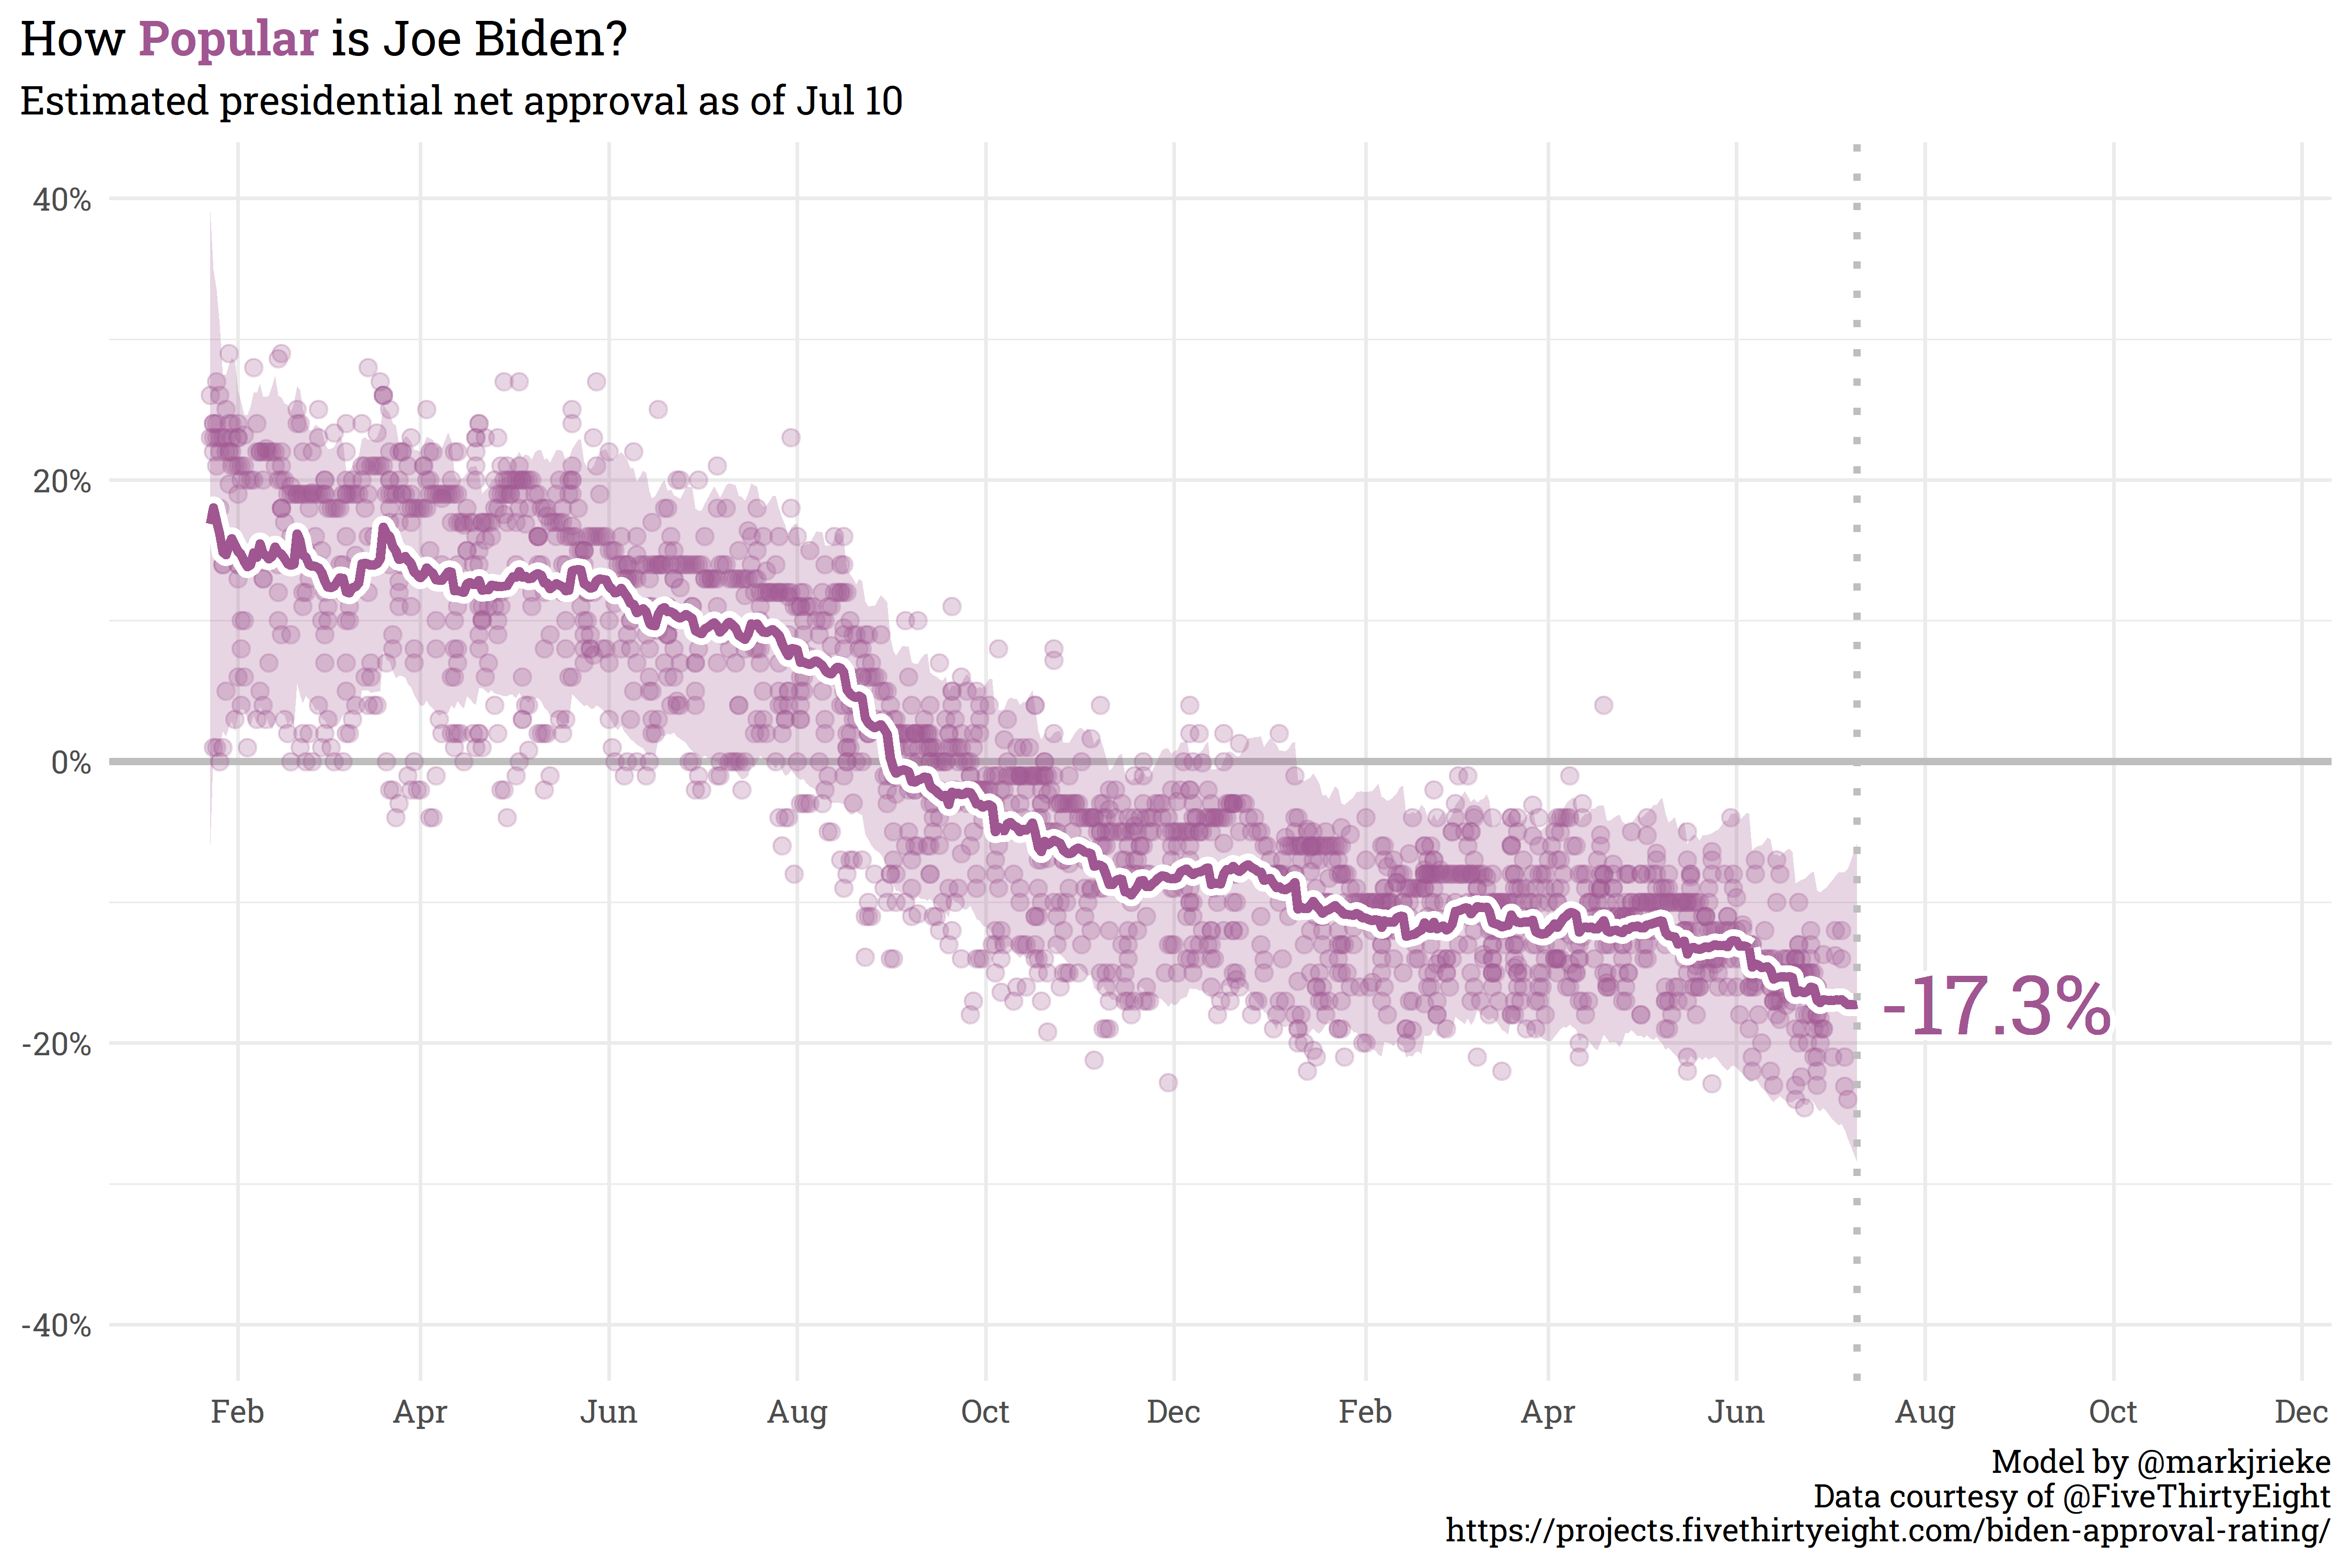 How Popular is Joe Biden?
Estimated presidential net approval as of Jul 10
40%
20%
0%
-20%
-40%
-17.3%
Feb Apr Jun Aug Oct Dec Feb Apr Jun Aug Oct Dec
Model by @markjrieke
Data courtesy of @FiveThirtyEight
https://projects.fivethirtyeight.com/biden-approval-rating/